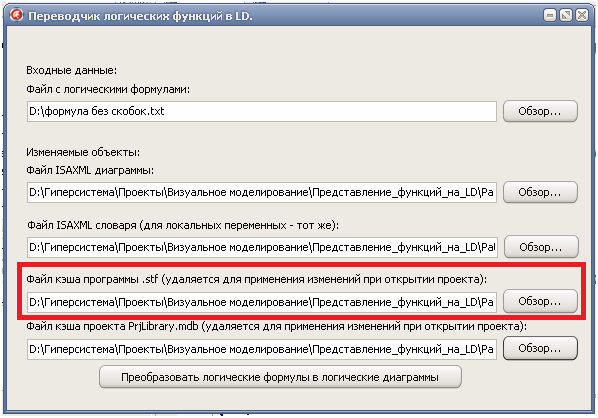 Переводчик логических функций в LD.
Входные данные:
Файл с логическими формулами:
D:\формула без скобок.txt
Обзор...
Изменяемые объекты:
Файл ISAXML диаграммы:
D:\Гиперсистема\Проекты\Визуальное моделирование\Представление_функций_на_LD\Pa
Обзор...
Файл ISAXML словаря (для локальных переменных - тот же):
D:\Гиперсистема\Проекты\Визуальное моделирование\Представление_функций_на_LD\Pa
Обзор...
Файл кэша программы .stf (удаляется для применения изменений при открытии проекта):
D:\Гиперсистема\Проекты\Визуальное моделирование\Представление_функций_на_LD\Pa
Обзор...
Файл кэша проекта PrjLibrary.mdb (удаляется для применения изменений при открытии проекта):
D:\Гиперсистема\Проекты\Визуальное моделирование\Представление_функций_на_LD\Pa
Обзор...
Преобразовать логические формулы в логические диаграммы